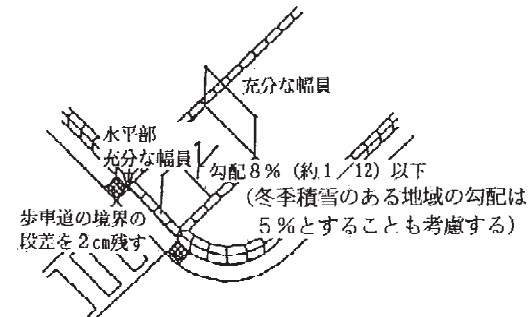 充分な幅員
水平部
充分な幅員
勾配8%(約1/12)以下
(冬季積雪のある地域の勾配は
5%とすることも考慮する)
歩車道の境界の
段差を2cm残す